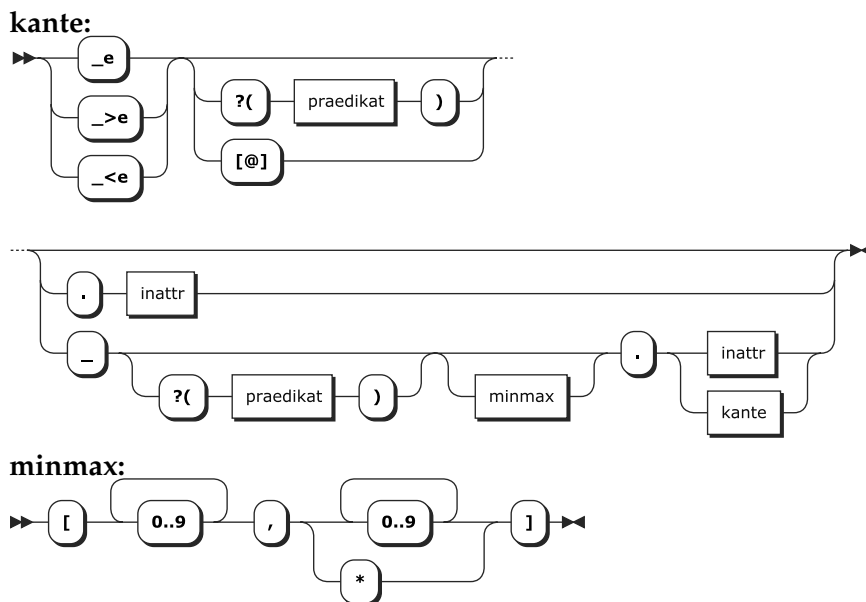 kante:
_e
?( praedikat )
_>e
[@]
_<e
. inattr
_ . inattr
?( praedikat ) minmax kante
minmax:
[ 0..9 , 0..9 ]
*